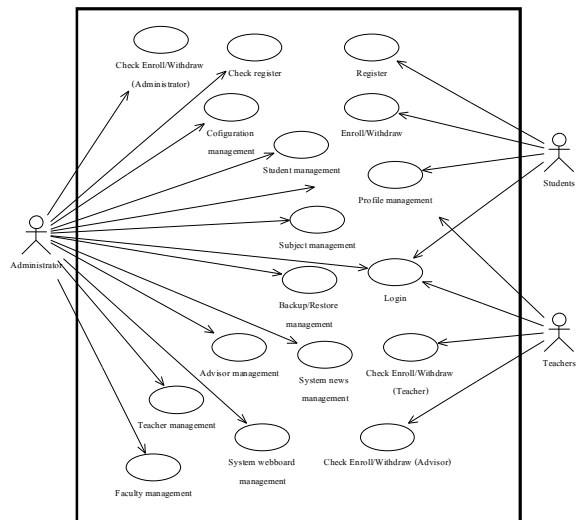 Check Enroll/Withdraw
(Administrator)
Check register
Register
Cofiguration
management
Enroll/Withdraw
Student management
Profile management
Students
Subject management
Administrator
Backup/Restore
management
Login
Advisor management
System news
management
Check Enroll/Withdraw
(Teacher)
Teachers
Teacher management
System webboard
management
Check Enroll/Withdraw (Advisor)
Faculty management